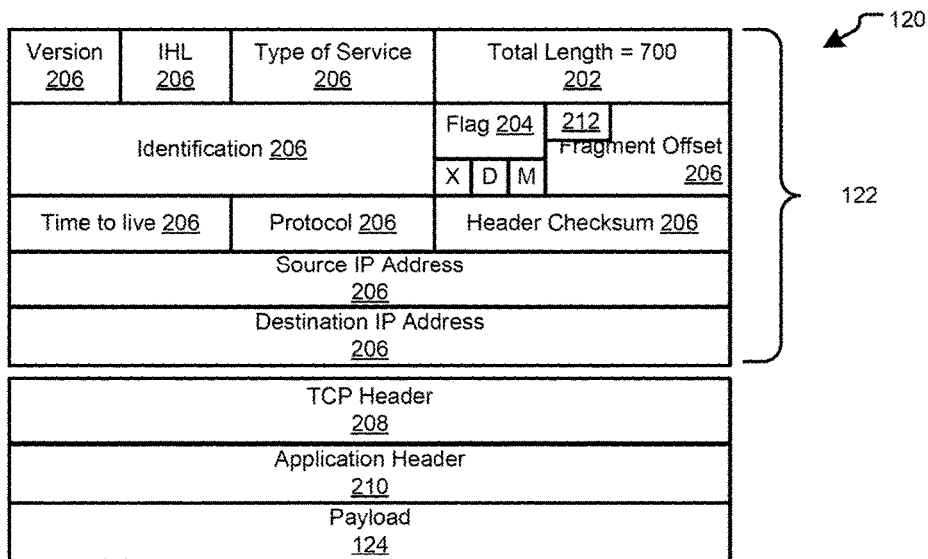 120
Version
206
IHL
206
Type of Service
206
Total Length = 700
202
Identification 206
Flag 204
212
Fragment Offset
206
X
D
M
122
Time to live 206
Protocol 206
Header Checksum 206
Source IP Address
206
Destination IP Address
206
TCP Header
208
Application Header
210
Payload
124